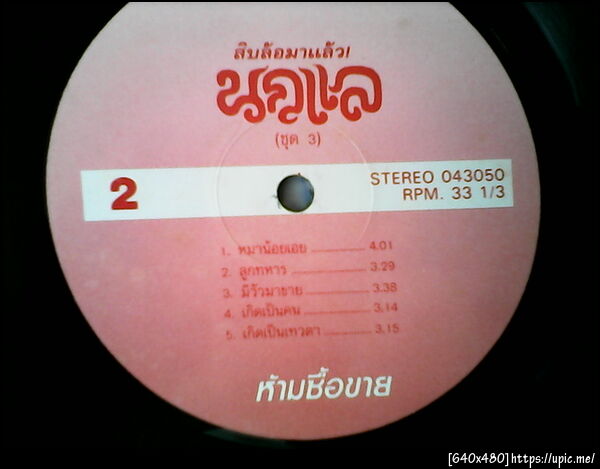 สิบล้อมาแล้ว!
นกแล
(ชุด 3)
2
STEREO 043050
RPM. 33 1/3
1. หมาน้อยเอย 4.01
2. ลูกทหาร 3.29
3. มีวัวมาขาย 3.38
4. เกิดเป็นคน 3.14
5. เกิดเป็นเทวดา 3.15
ห้ามซื้อขาย
[640x480]https://upic.me/